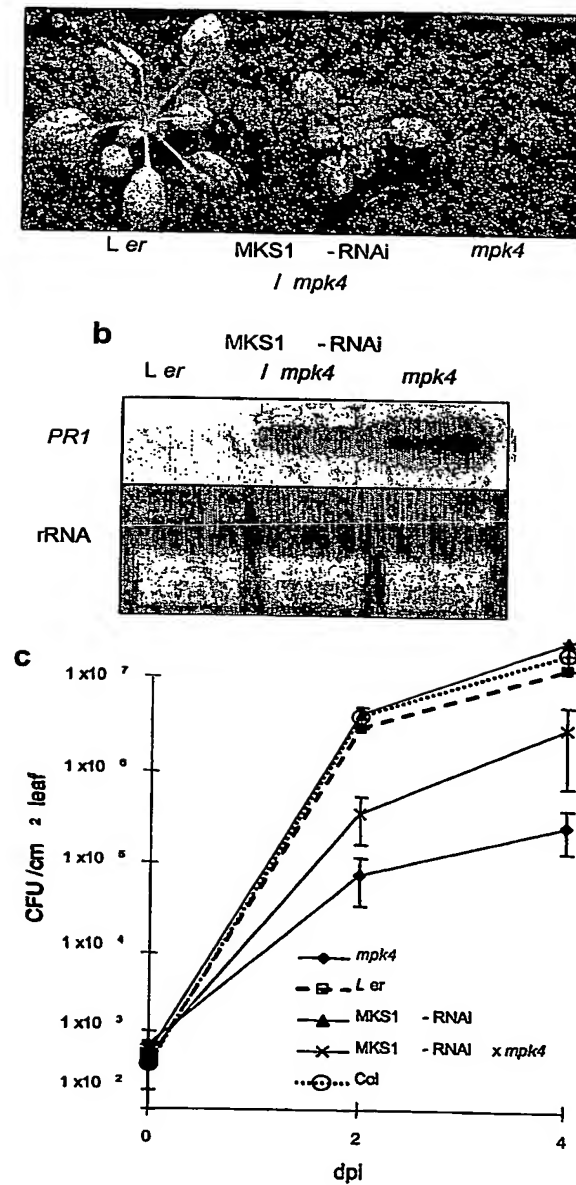 L er MKS1 -RNAi mpk4
/ mpk4
b
MKS1 -RNAi
L er / mpk4 mpk4
PR1
rRNA
c
1 x10 7
1 x10 6
1 x10 5
1 x10 4
1 x10 3
1 x10 2
CFU /cm 2 leaf
mpk4
L er
MKS1 -RNAi
MKS1 -RNAi x mpk4
Col
0 2 4
dpi